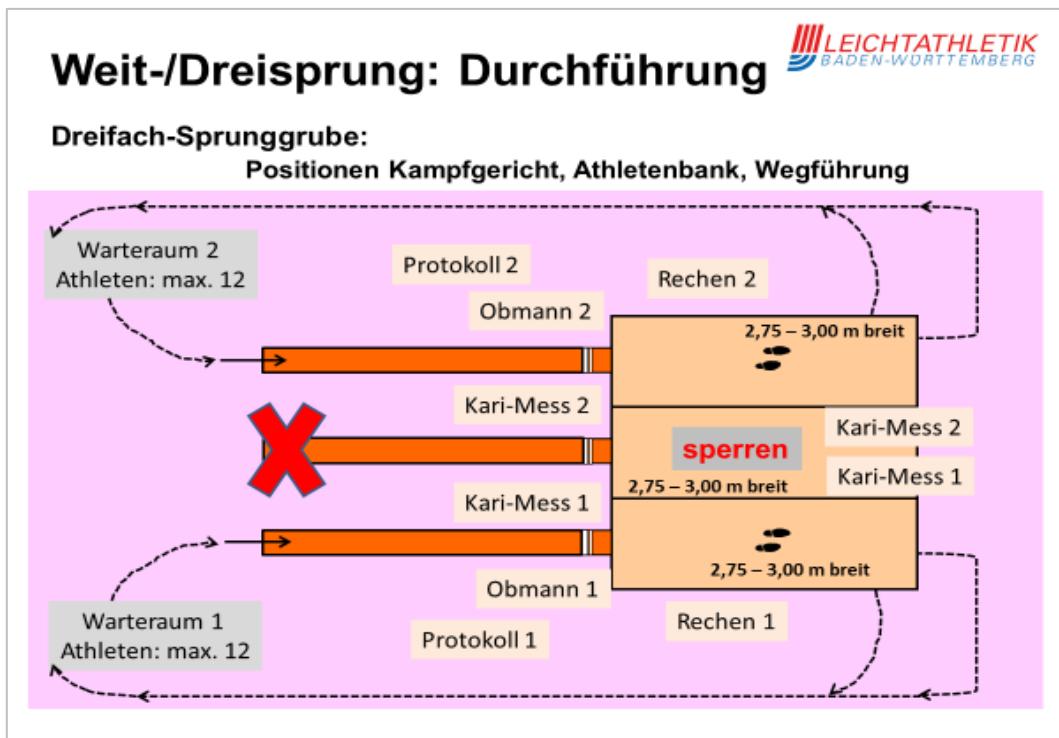 LEICHTATHLETIK
BADEN-WÜRTTEMBERG
Weit-/Dreisprung: Durchführung
Dreifach-Sprunggrube:
Positionen Kampfgericht, Athletenbank, Wegführung
Warteraum 2
Athleten: max. 12
Protokoll 2
Rechen 2
Obmann 2
2,75 – 3,00 m breit
Kari-Mess 2
Kari-Mess 2
sperren
Kari-Mess 1
2,75 – 3,00 m breit
Kari-Mess 1
2,75 – 3,00 m breit
Obmann 1
Warteraum 1
Athleten: max. 12
Protokoll 1
Rechen 1